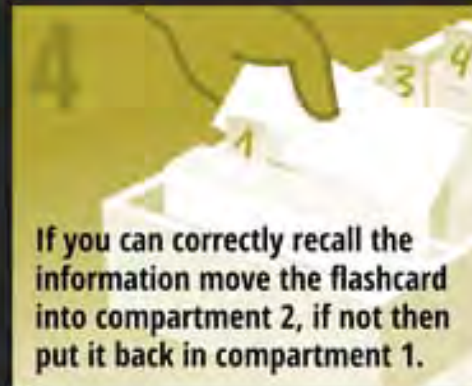 4
3
4
1
If you can correctly recall the
information move the flashcard
into compartment 2, if not then
put it back in compartment 1.